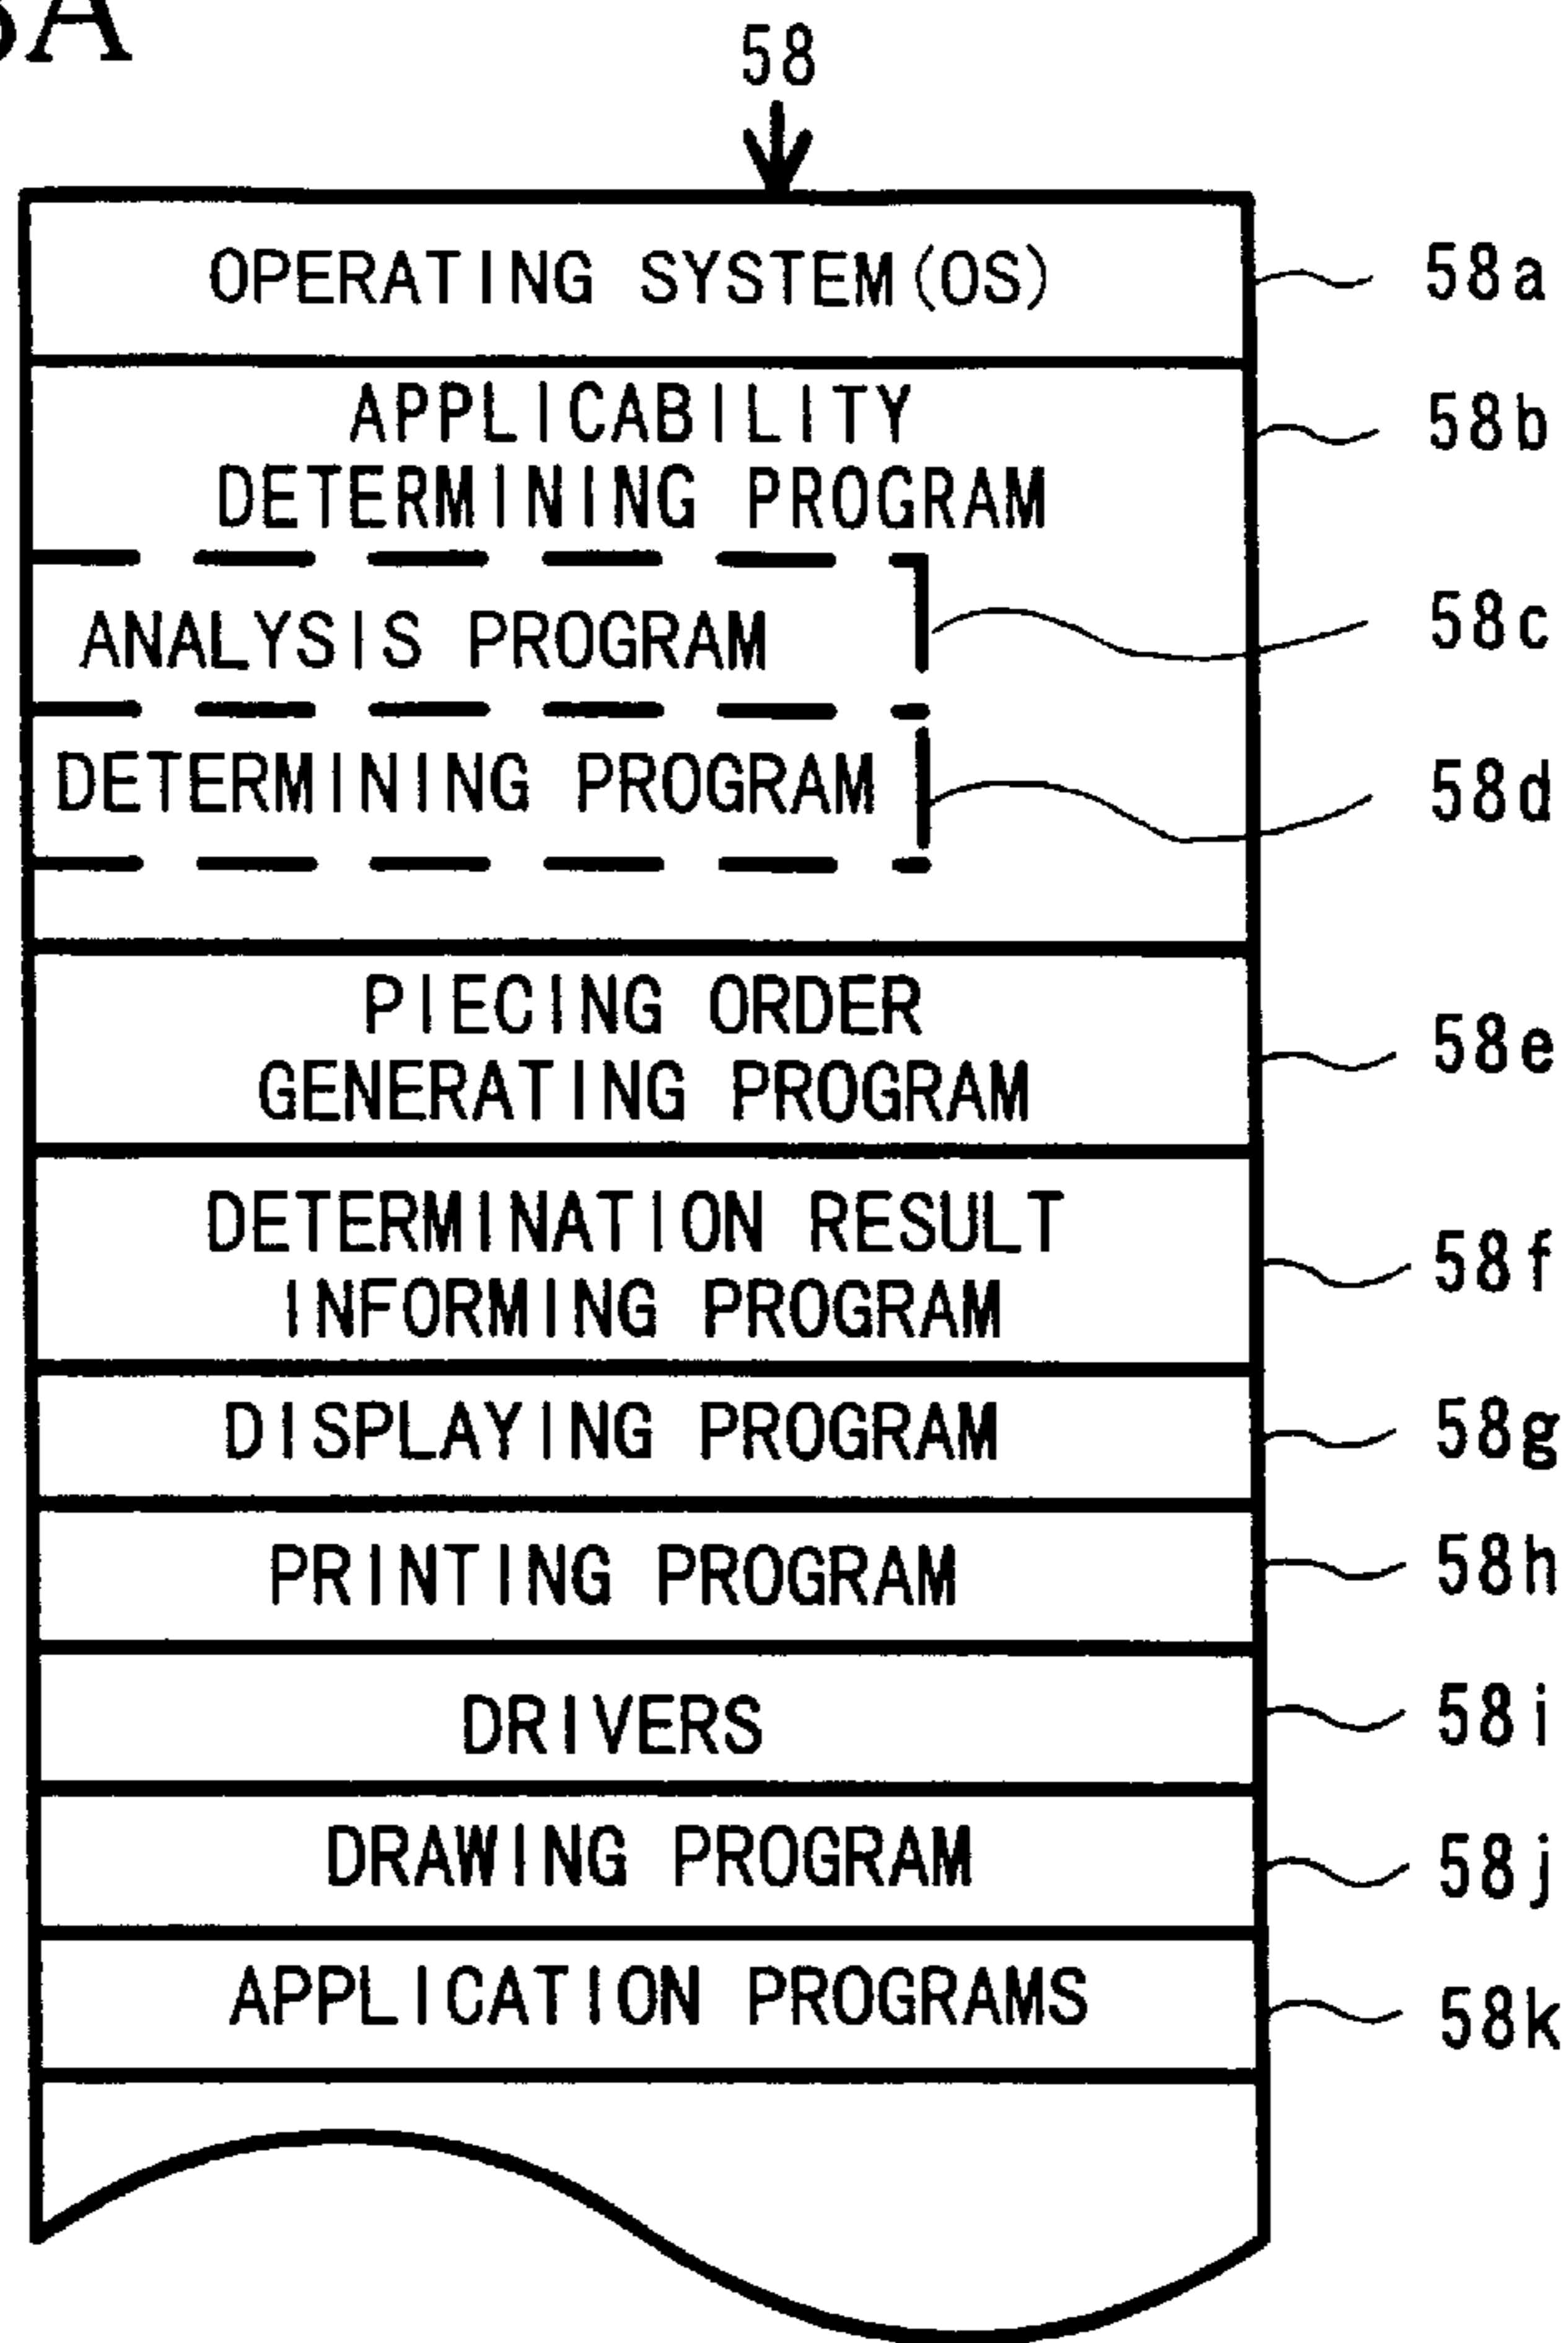 58
OPERATING SYSTEM(OS) 58a
APPLICABILITY 58b
DETERMINING PROGRAM
ANALYSIS PROGRAM 58c
DETERMINING PROGRAM 58d
PIECING ORDER
GENERATING PROGRAM 58e
DETERMINATION RESULT
INFORMING PROGRAM 58f
DISPLAYING PROGRAM 58g
PRINTING PROGRAM 58h
DRIVERS 58i
DRAWING PROGRAM 58j
APPLICATION PROGRAMS 58k